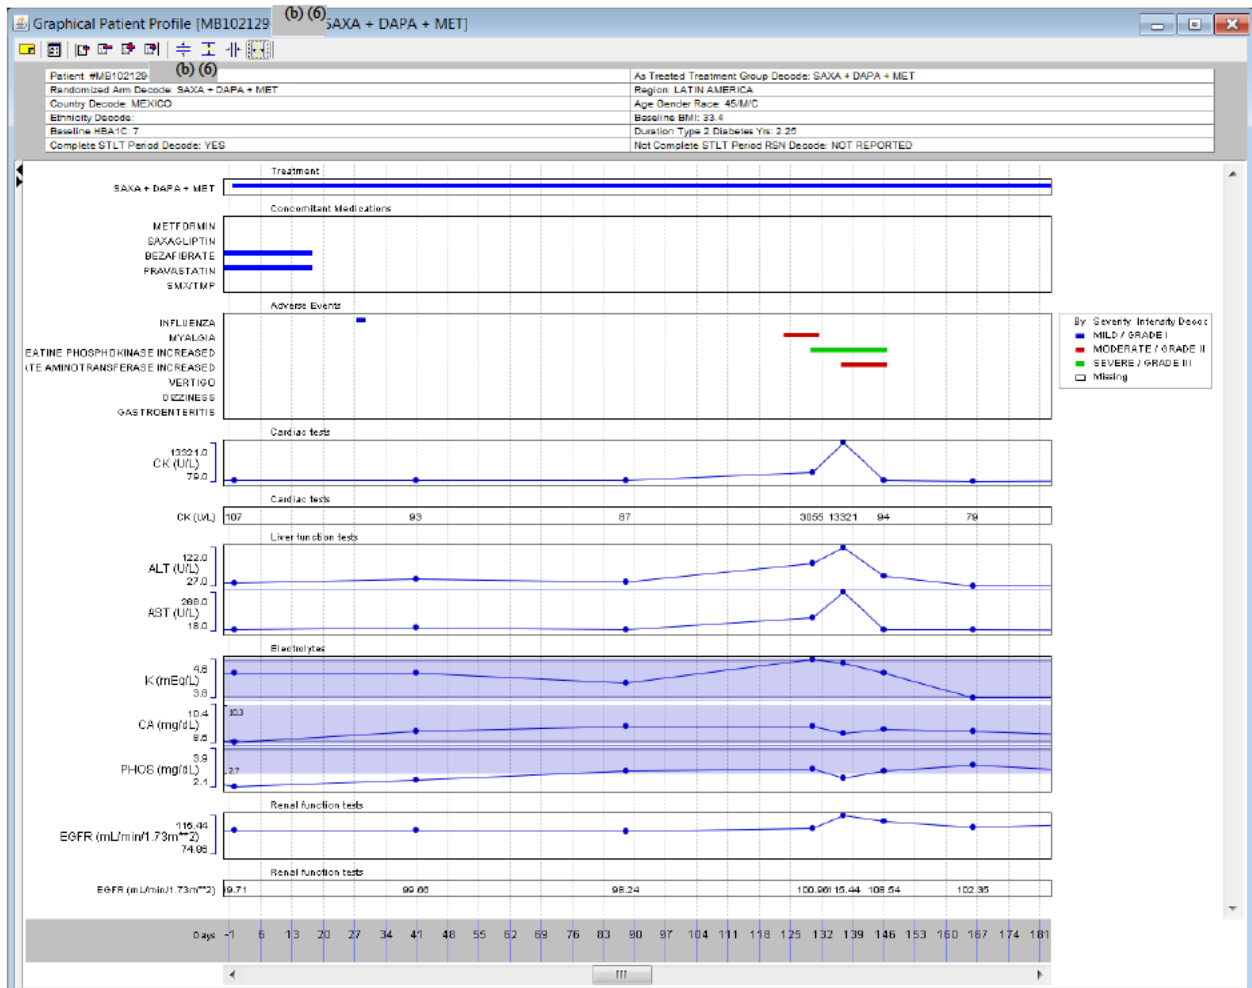 Graphical Patient Profile [MB102129- (b) (6) SAXA + DAPA + MET]
Patient #MB102129- (b) (6)
As Treated Treatment Group Decode: SAXA + DAPA + MET
Randomized Arm Decode: SAXA + DAPA + MET
Region: LATIN AMERICA
Country Decode: MEXICO
Age Gender Race: 45/M/C
Ethnicity Decode:
Baseline BMI: 33.4
Baseline HBA1C: 7
Duration Type 2 Diabetes Yrs: 2.25
Complete STLT Period Decode: YES
Not Complete STLT Period RSN Decode: NOT REPORTED
Treatment
SAXA + DAPA + MET
Concomitant Medications
METFORMIN
SAXAGLIPTIN
BEZAFIBRATE
PRAVASTATIN
SMX/TMP
Adverse Events
INFLUENZA
MYALGIA
EATINE PHOSPHOKINASE INCREASED
TE AMINOTRANSFERASE INCREASED
VERTIGO
DIZZINESS
GASTROENTERITIS
By Severity Intensity Decod
MILD / GRADE I
MODERATE / GRADE II
SEVERE / GRADE III
Missing
Cardiac tests
13321.0
CK (U/L)
79.0
Cardiac tests
CK (U/L) 107 93 87 3055 13321 94 79
Liver function tests
122.0
ALT (U/L)
27.0
268.0
AST (U/L)
18.0
Electrolytes
4.8
K (mEq/L)
3.8
10.4 10.3
CA (mg/dL)
8.6
3.9
PHOS (mg/dL) 2.7
2.1
Renal function tests
115.44
EGFR (mL/min/1.73m**2)
74.98
Renal function tests
EGFR (mL/min/1.73m**2) 9.71 99.66 98.24 100.96 115.44 108.54 102.35
Days -1 6 13 20 27 34 41 48 55 62 69 76 83 90 97 104 111 118 125 132 139 146 153 160 167 174 181